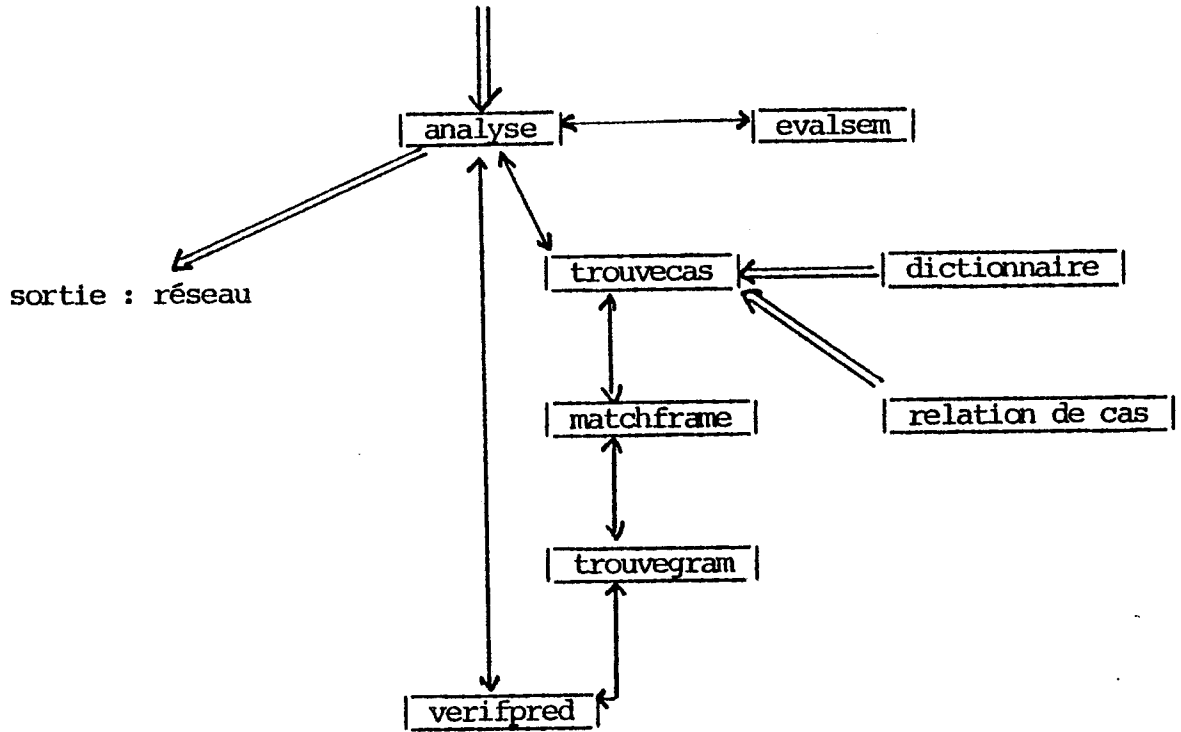 analyse
evalsem
trouvecas
dictionnaire
sortie : réseau
matchframe
relation de cas
trouvegram
verifpred